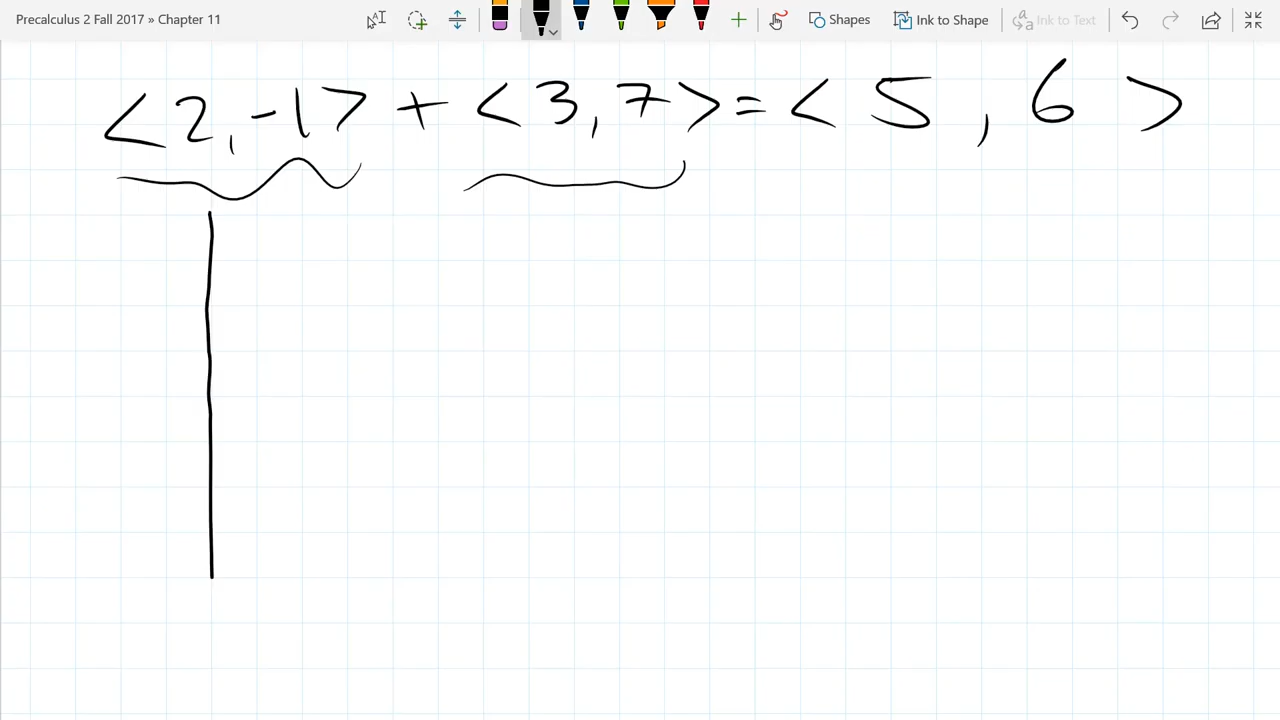 Precalculus 2 Fall 2017 » Chapter 11
Shapes
Ink to Shape
Ink to Text
<2,-1> + <3,7> = <5,6>